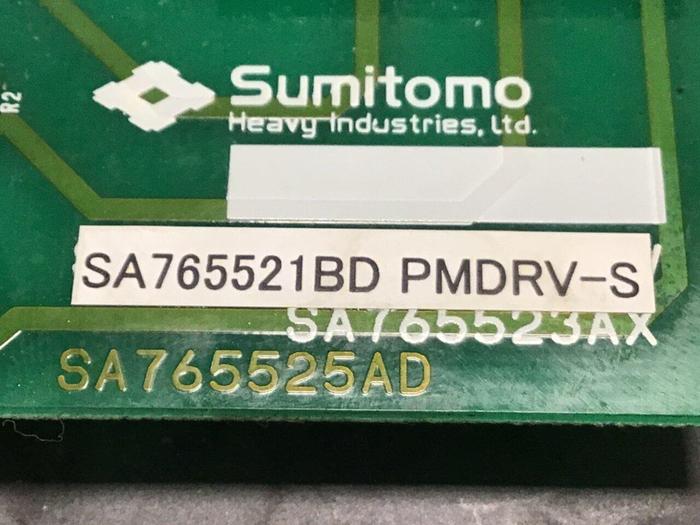 Sumitomo
Heavy Industries, Ltd.
R2
SA765521BD PMDRV-S
SA765523AX
SA765525AD